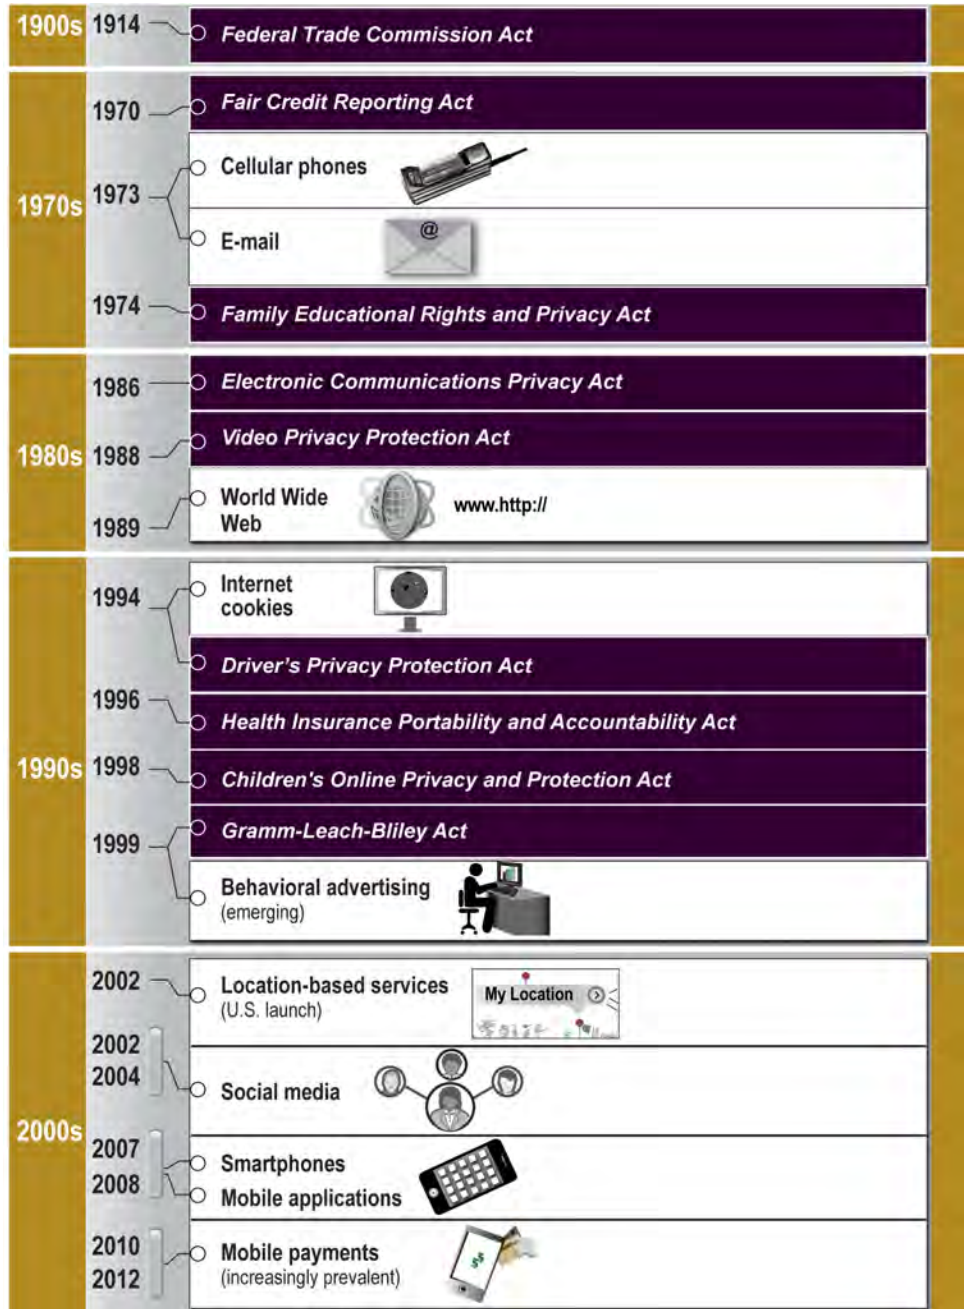 1900s
1914
Federal Trade Commission Act
1970s
1970
Fair Credit Reporting Act
1973
Cellular phones
E-mail
@
1974
Family Educational Rights and Privacy Act
1980s
1986
Electronic Communications Privacy Act
1988
Video Privacy Protection Act
1989
World Wide
Web
www.http://
1990s
1994
Internet
cookies
Driver's Privacy Protection Act
1996
Health Insurance Portability and Accountability Act
1998
Children's Online Privacy and Protection Act
1999
Gramm-Leach-Bliley Act
Behavioral advertising
(emerging)
2000s
2002
Location-based services
(U.S. launch)
My Location
2002
2004
Social media
2007
2008
Smartphones
Mobile applications
2010
2012
Mobile payments
(increasingly prevalent)
$$